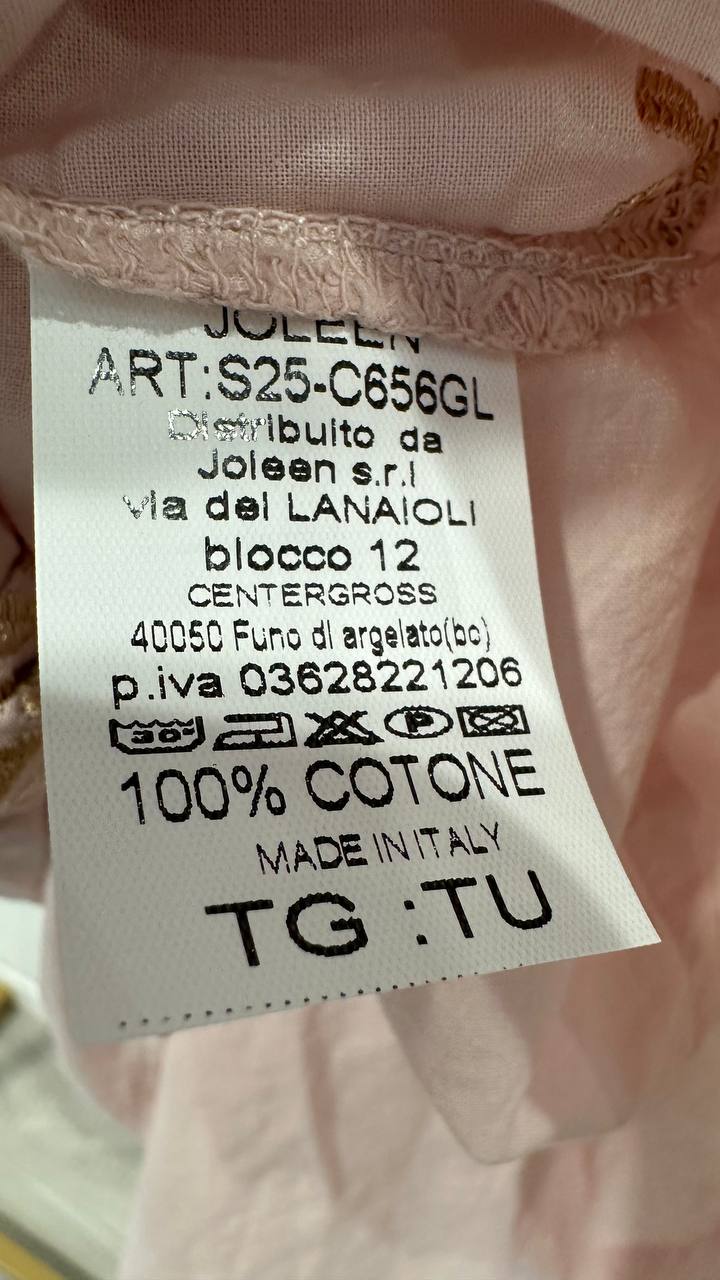 JOLEEN
ART:S25-C656GL
Distribuito da
Joleen s.r.l
via dei LANAIOLI
blocco 12
CENTERGROSS
40050 Funo di argelato(bo)
p.iva 03628221206
30°
P
100% COTONE
MADE IN ITALY
TG :TU